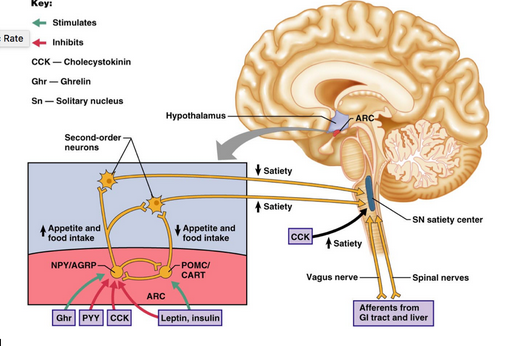 Key:
Stimulates
Rate
Inhibits
CCK — Cholecystokinin
Ghr — Ghrelin
Sn — Solitary nucleus
Hypothalamus
ARC
Second-order
neurons
Satiety
Satiety
SN satiety center
CCK
Satiety
Appetite and
food intake
Appetite and
food intake
NPY/AGRP
POMC/
CART
ARC
Vagus nerve
Spinal nerves
Ghr
PYY
CCK
Leptin, insulin
Afferents from
GI tract and liver